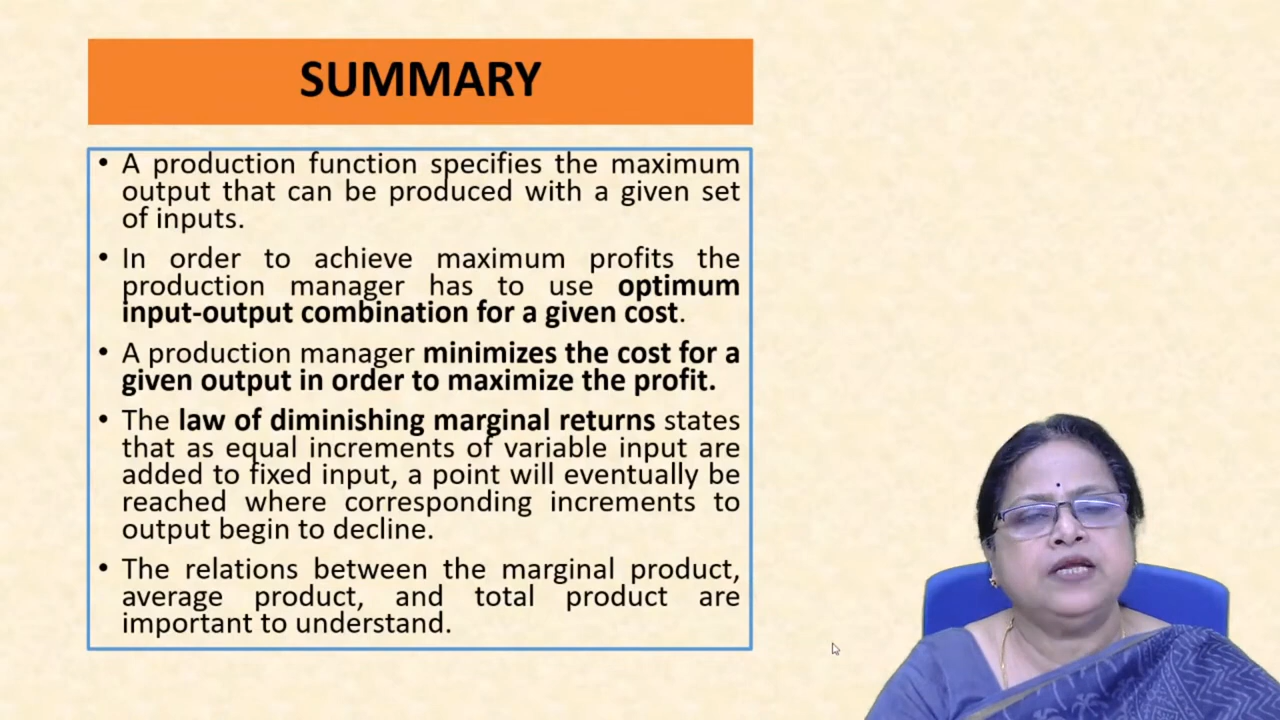 SUMMARY
• A production function specifies the maximum
output that can be produced with a given set
of inputs.
• In order to achieve maximum profits the
production manager has to use optimum
input-output combination for a given cost.
• A production manager minimizes the cost for a
given output in order to maximize the profit.
• The law of diminishing marginal returns states
that as equal increments of variable input are
added to fixed input, a point will eventually be
reached where corresponding increments to
output begin to decline.
• The relations between the marginal product,
average product, and total product are
important to understand.